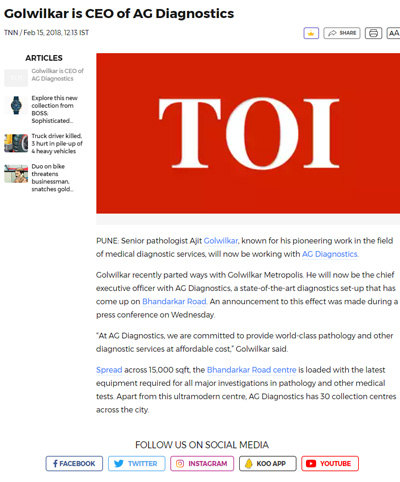 Golwilkar is CEO of AG Diagnostics
TNN / Feb 15, 2018, 12:13 IST
SHARE
AA
ARTICLES
Golwilkar is CEO of
AG Diagnostics
Explore this new
collection from
BOSS:
Sophisticated...
Truck driver killed,
3 hurt in pile-up of
4 heavy vehicles
Duo on bike
threatens
businessman,
snatches gold...
TOI
PUNE: Senior pathologist Ajit Golwilkar, known for his pioneering work in the field
of medical diagnostic services, will now be working with AG Diagnostics.
Golwilkar recently parted ways with Golwilkar Metropolis. He will now be the chief
executive officer with AG Diagnostics, a state-of-the-art diagnostics set-up that has
come up on Bhandarkar Road. An announcement to this effect was made during a
press conference on Wednesday.
"At AG Diagnostics, we are committed to provide world-class pathology and other
diagnostic services at affordable cost," Golwilkar said.
Spread across 15,000 sqft, the Bhandarkar Road centre is loaded with the latest
equipment required for all major investigations in pathology and other medical
tests. Apart from this ultramodern centre, AG Diagnostics has 30 collection centres
across the city.
FOLLOW US ON SOCIAL MEDIA
FACEBOOK
TWITTER
INSTAGRAM
KOO APP
YOUTUBE